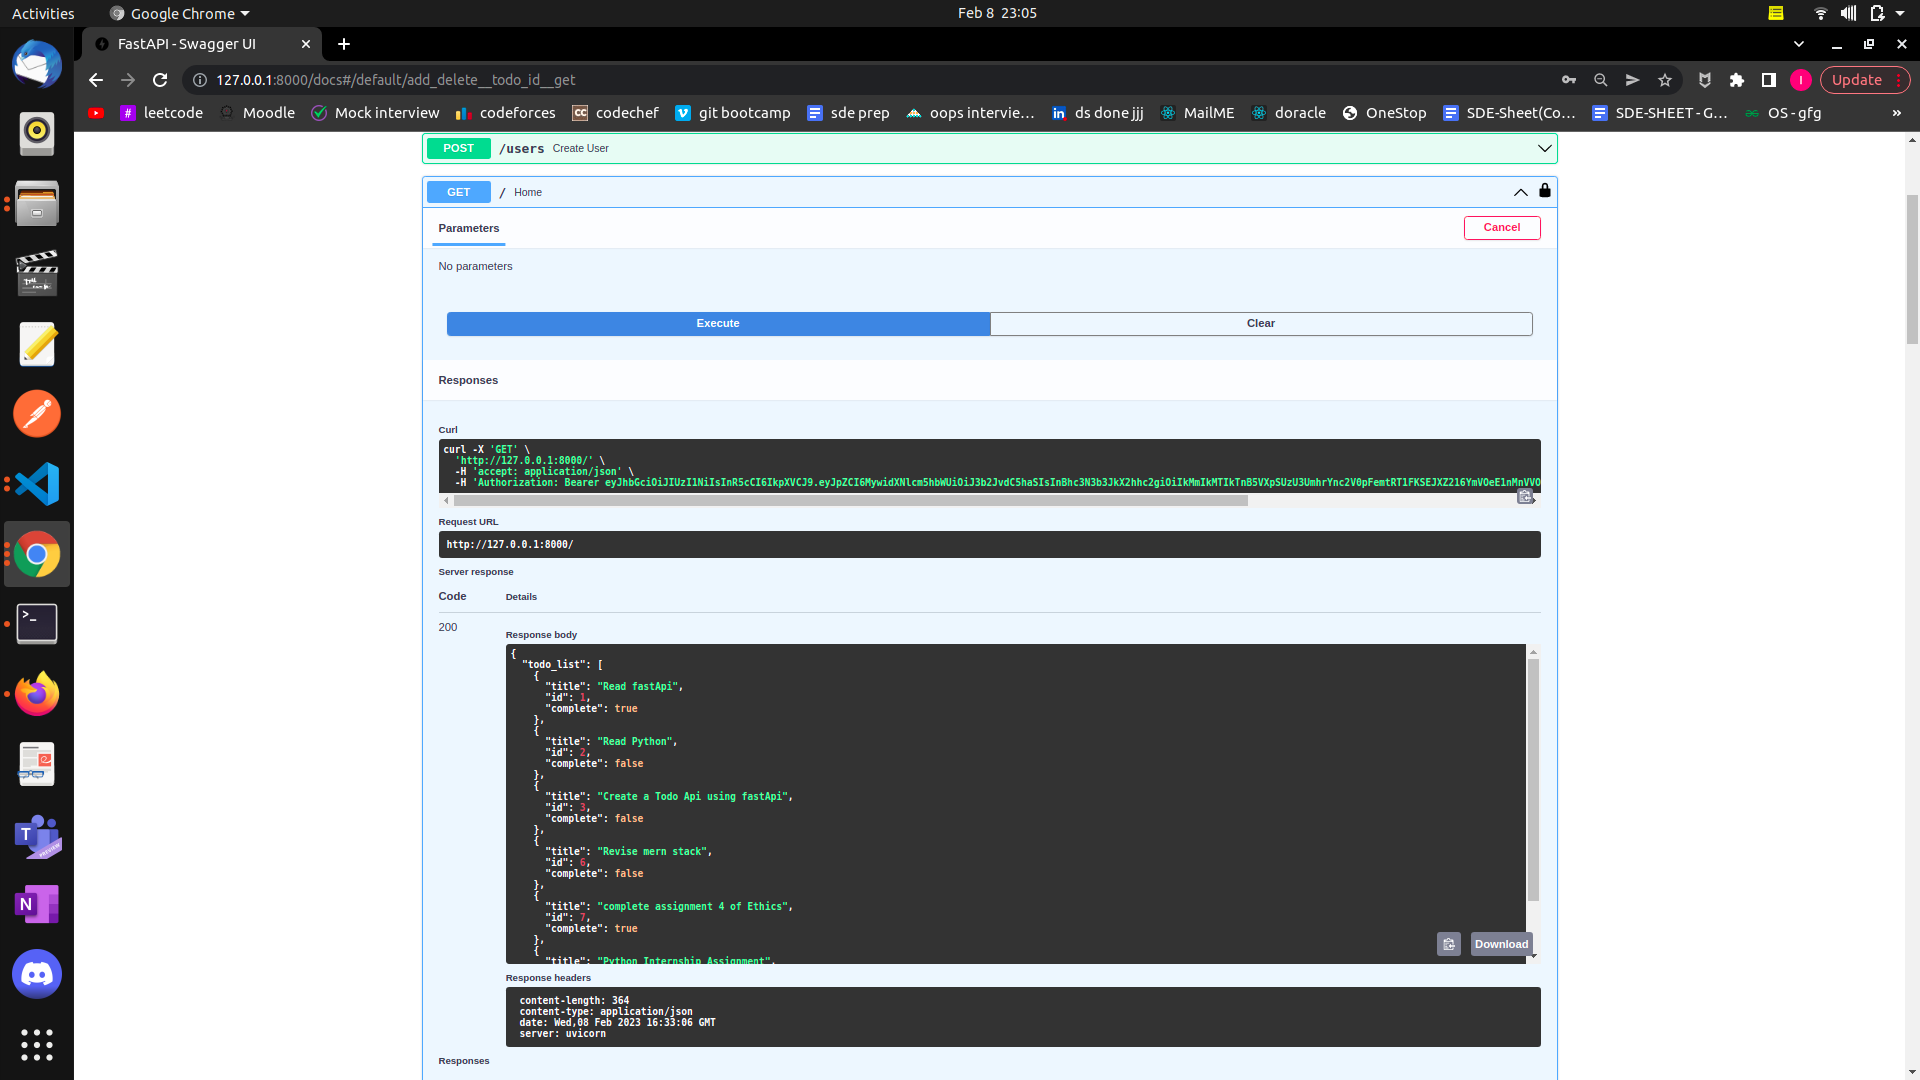 Activities
Google Chrome
Feb 8 23:05
FastAPI - Swagger UI
127.0.0.1:8000/docs#/default/add_delete__todo_id__get
Update
leetcode
Moodle
Mock interview
codeforces
codechef
git bootcamp
sde prep
oops intervie...
ds done jjj
MailME
doracle
OneStop
SDE-Sheet(Co...
SDE-SHEET - G...
OS - gfg
»
POST /users Create User
GET / Home
Parameters
Cancel
No parameters
Execute
Clear
Responses
Curl
curl -X 'GET' \
'http://127.0.0.1:8000/' \
-H 'accept: application/json' \
-H 'Authorization: Bearer
Request URL
http://127.0.0.1:8000/
Server response
Code Details
200
Response body
{
"todo_list": [
{
"title": "Read fastApi",
"id": 1,
"complete": true
},
{
"title": "Read Python",
"id": 2,
"complete": false
},
{
"title": "Create a Todo Api using fastApi",
"id": 3,
"complete": false
},
{
"title": "Revise mern stack",
"id": 6,
"complete": false
},
{
"title": "complete assignment 4 of Ethics",
"id": 7,
"complete": true
},
{
"title": "Python Internship Assignment",
Download
Response headers
content-length: 364
content-type: application/json
date: Wed,08 Feb 2023 16:33:06 GMT
server: uvicorn
Responses